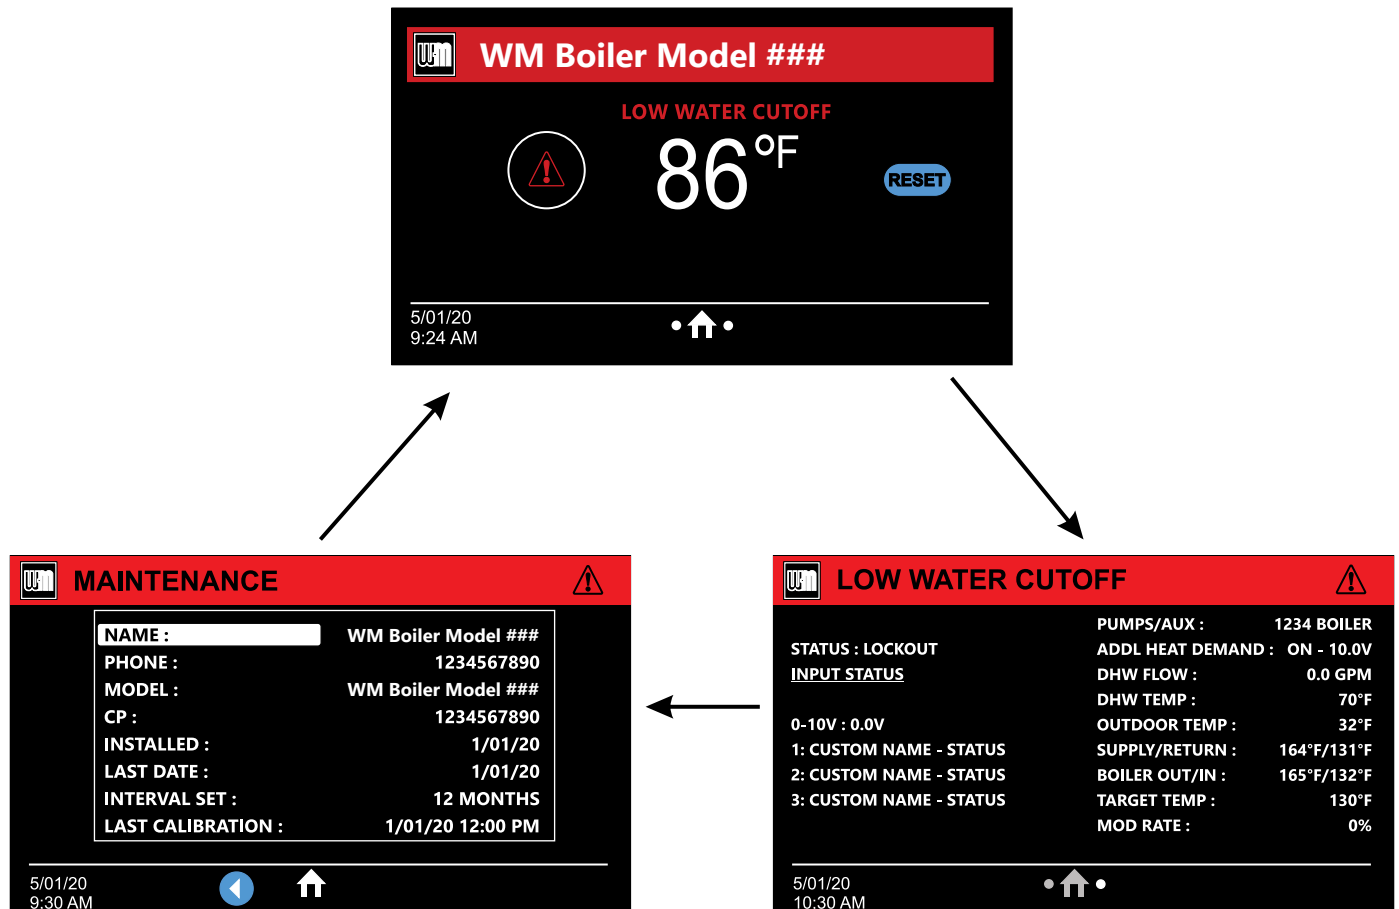 WM WM Boiler Model ###
LOW WATER CUTOFF
86°F
RESET
5/01/20
9:24 AM
WM MAINTENANCE
NAME : WM Boiler Model ###
PHONE : 1234567890
MODEL : WM Boiler Model ###
CP : 1234567890
INSTALLED : 1/01/20
LAST DATE : 1/01/20
INTERVAL SET : 12 MONTHS
LAST CALIBRATION : 1/01/20 12:00 PM
5/01/20
9:30 AM
WM LOW WATER CUTOFF
STATUS : LOCKOUT
INPUT STATUS
0-10V : 0.0V
1: CUSTOM NAME - STATUS
2: CUSTOM NAME - STATUS
3: CUSTOM NAME - STATUS
PUMPS/AUX : 1234 BOILER
ADDL HEAT DEMAND : ON - 10.0V
DHW FLOW : 0.0 GPM
DHW TEMP : 70°F
OUTDOOR TEMP : 32°F
SUPPLY/RETURN : 164°F/131°F
BOILER OUT/IN : 165°F/132°F
TARGET TEMP : 130°F
MOD RATE : 0%
5/01/20
10:30 AM